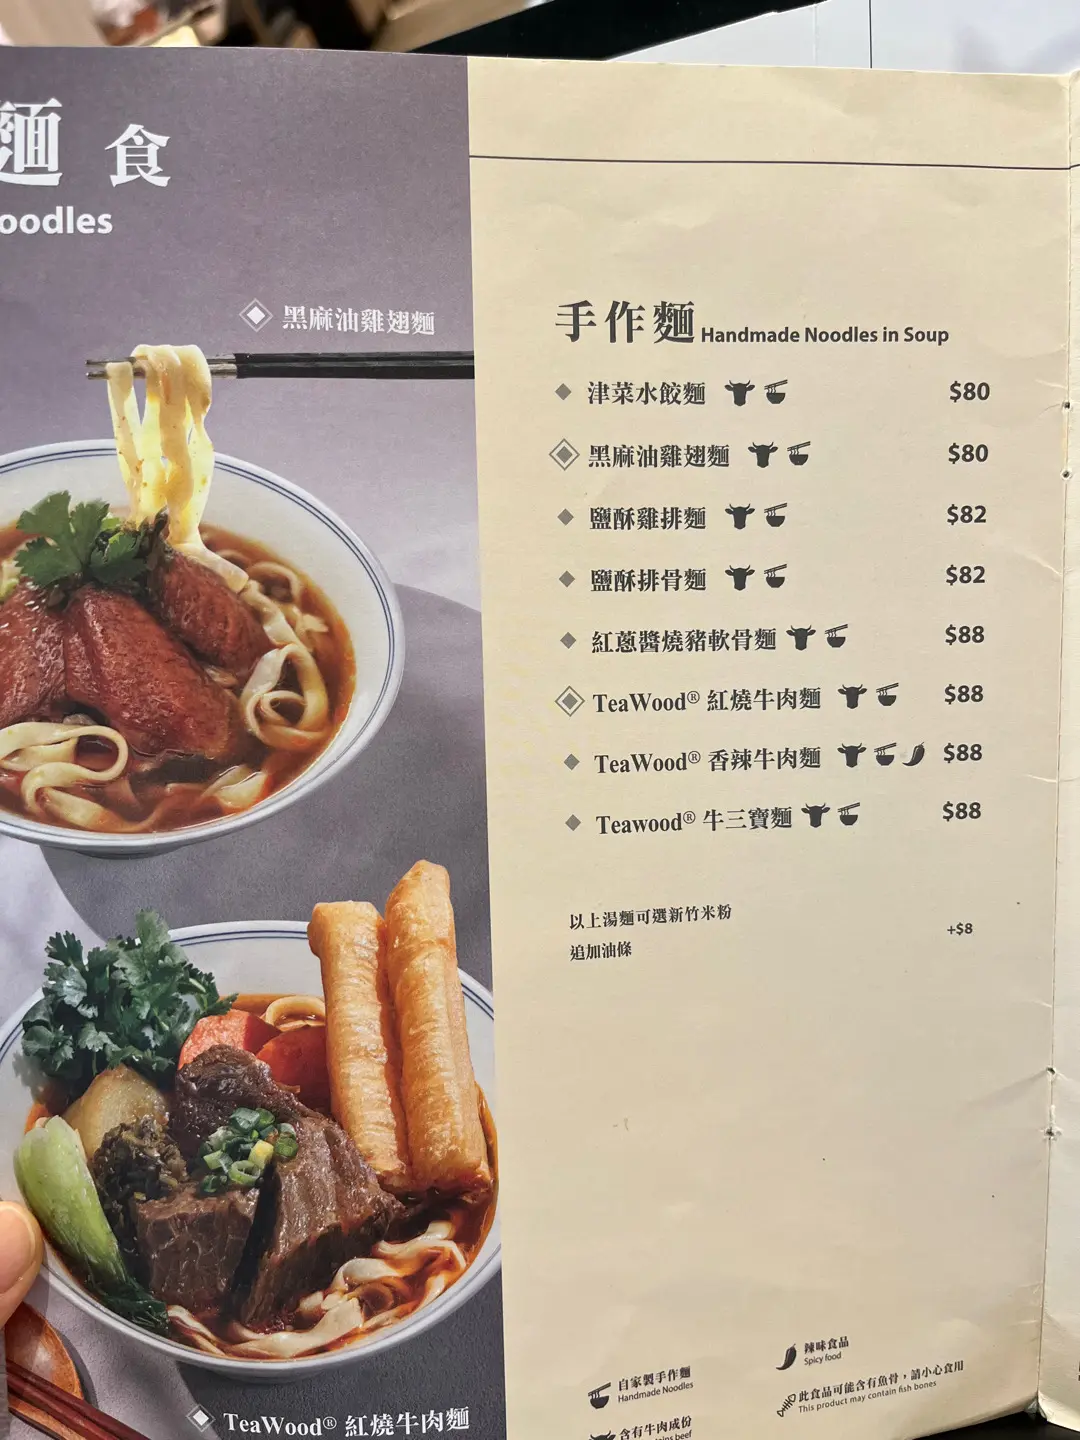 麵食
oodles
黑麻油雞翅麵
TeaWood® 紅燒牛肉麵
手作麵 Handmade Noodles in Soup
津菜水餃麵 $80
黑麻油雞翅麵 $80
鹽酥雞排麵 $82
鹽酥排骨麵 $82
紅蔥醬燒豬軟骨麵 $88
TeaWood® 紅燒牛肉麵 $88
TeaWood® 香辣牛肉麵 $88
Teawood® 牛三寶麵 $88
以上湯麵可選新竹米粉
追加油條 +$8
自家製手作麵
Handmade Noodles
含有牛肉成份
ins beef
辣味食品
Spicy food
此食品可能含有魚骨，請小心食用
This product may contain fish bones